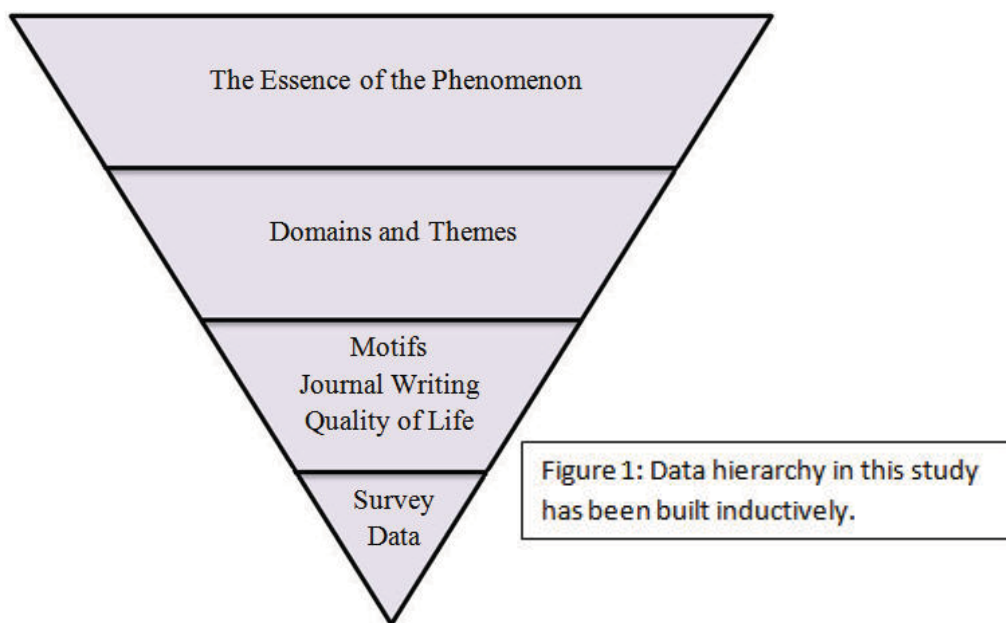 The Essence of the Phenomenon
Domains and Themes
Motifs
Journal Writing
Quality of Life
Survey
Data
Figure 1: Data hierarchy in this study
has been built inductively.